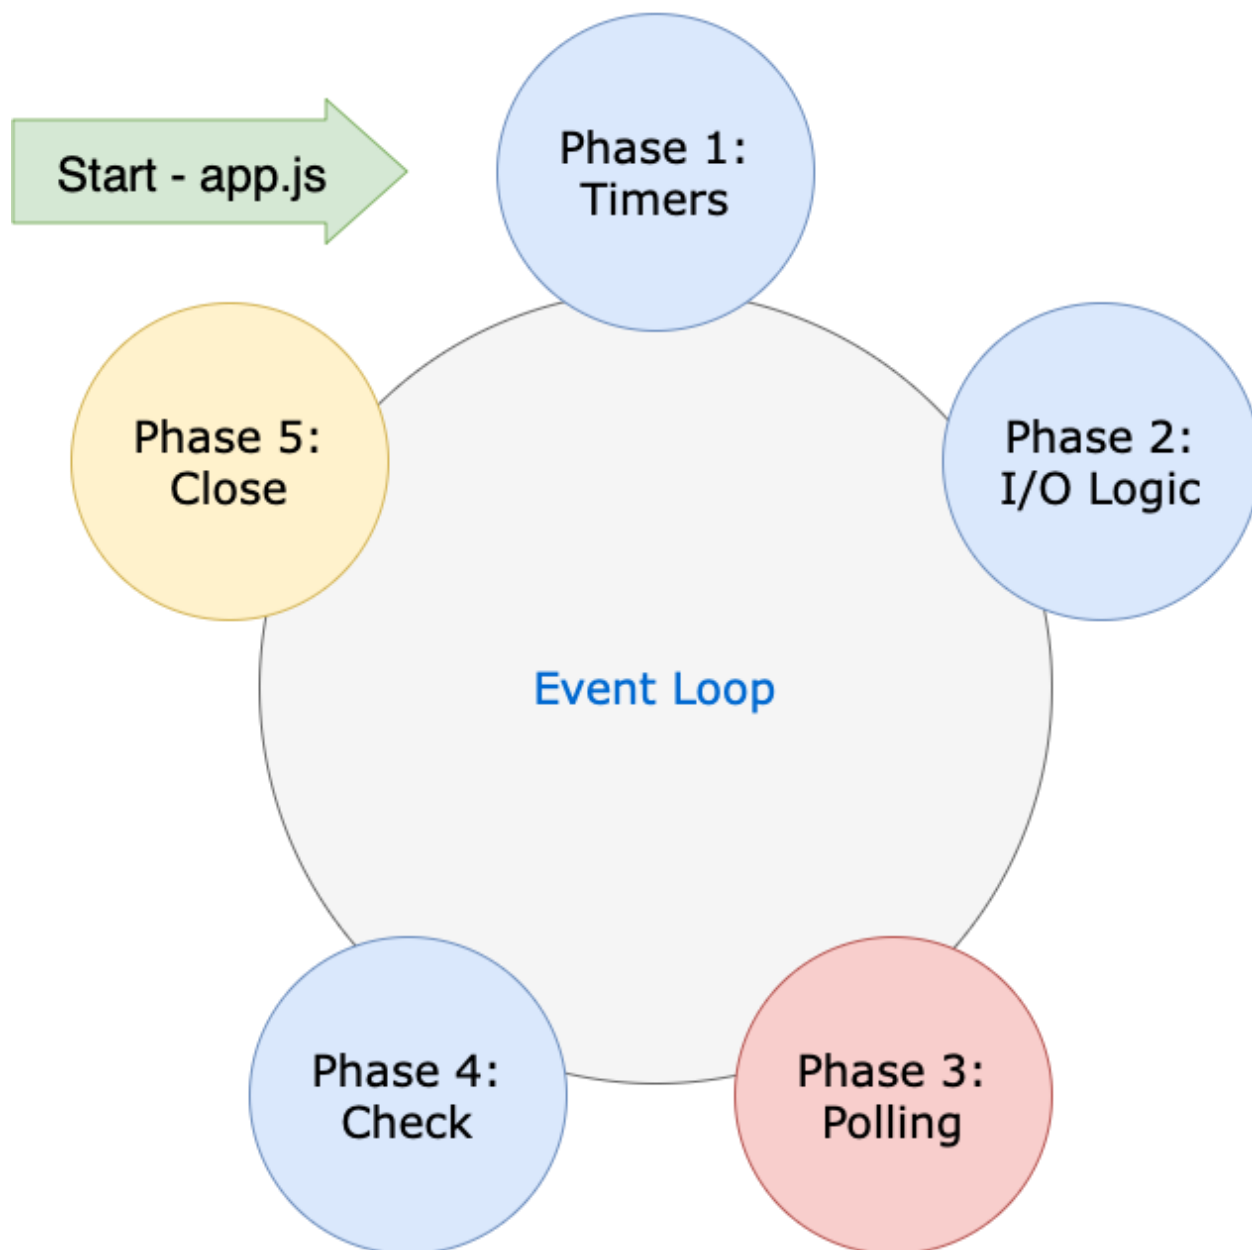 Start - app.js
Phase 1:
Timers
Phase 2:
I/O Logic
Phase 3:
Polling
Phase 4:
Check
Phase 5:
Close
Event Loop